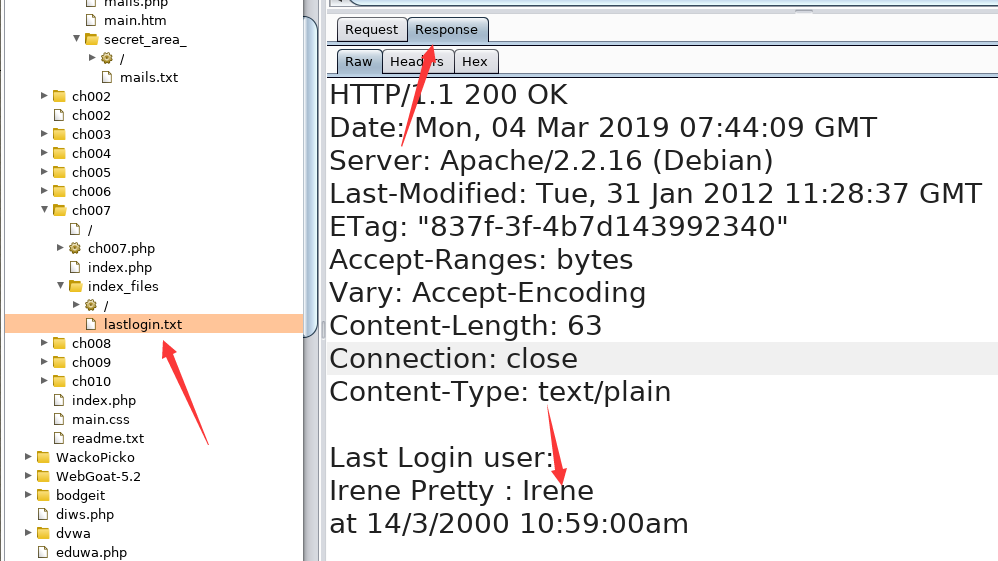 mails.php
main.htm
secret_area_
/
mails.txt
ch002
ch002
ch003
ch004
ch005
ch006
ch007
/
ch007.php
index.php
index_files
/
lastlogin.txt
ch008
ch009
ch010
index.php
main.css
readme.txt
WackoPicko
WebGoat-5.2
bodgeit
diws.php
dvwa
eduwa.php
Request Response
Raw Headers Hex
HTTP/1.1 200 OK
Date: Mon, 04 Mar 2019 07:44:09 GMT
Server: Apache/2.2.16 (Debian)
Last-Modified: Tue, 31 Jan 2012 11:28:37 GMT
ETag: "837f-3f-4b7d143992340"
Accept-Ranges: bytes
Vary: Accept-Encoding
Content-Length: 63
Connection: close
Content-Type: text/plain
Last Login user:
Irene Pretty : Irene
at 14/3/2000 10:59:00am